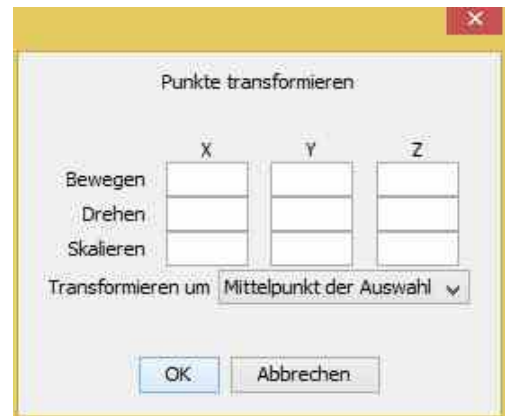 Punkte transformieren
X Y Z
Bewegen
Drehen
Skalieren
Transformieren um Mittelpunkt der Auswahl
OK Abbrechen